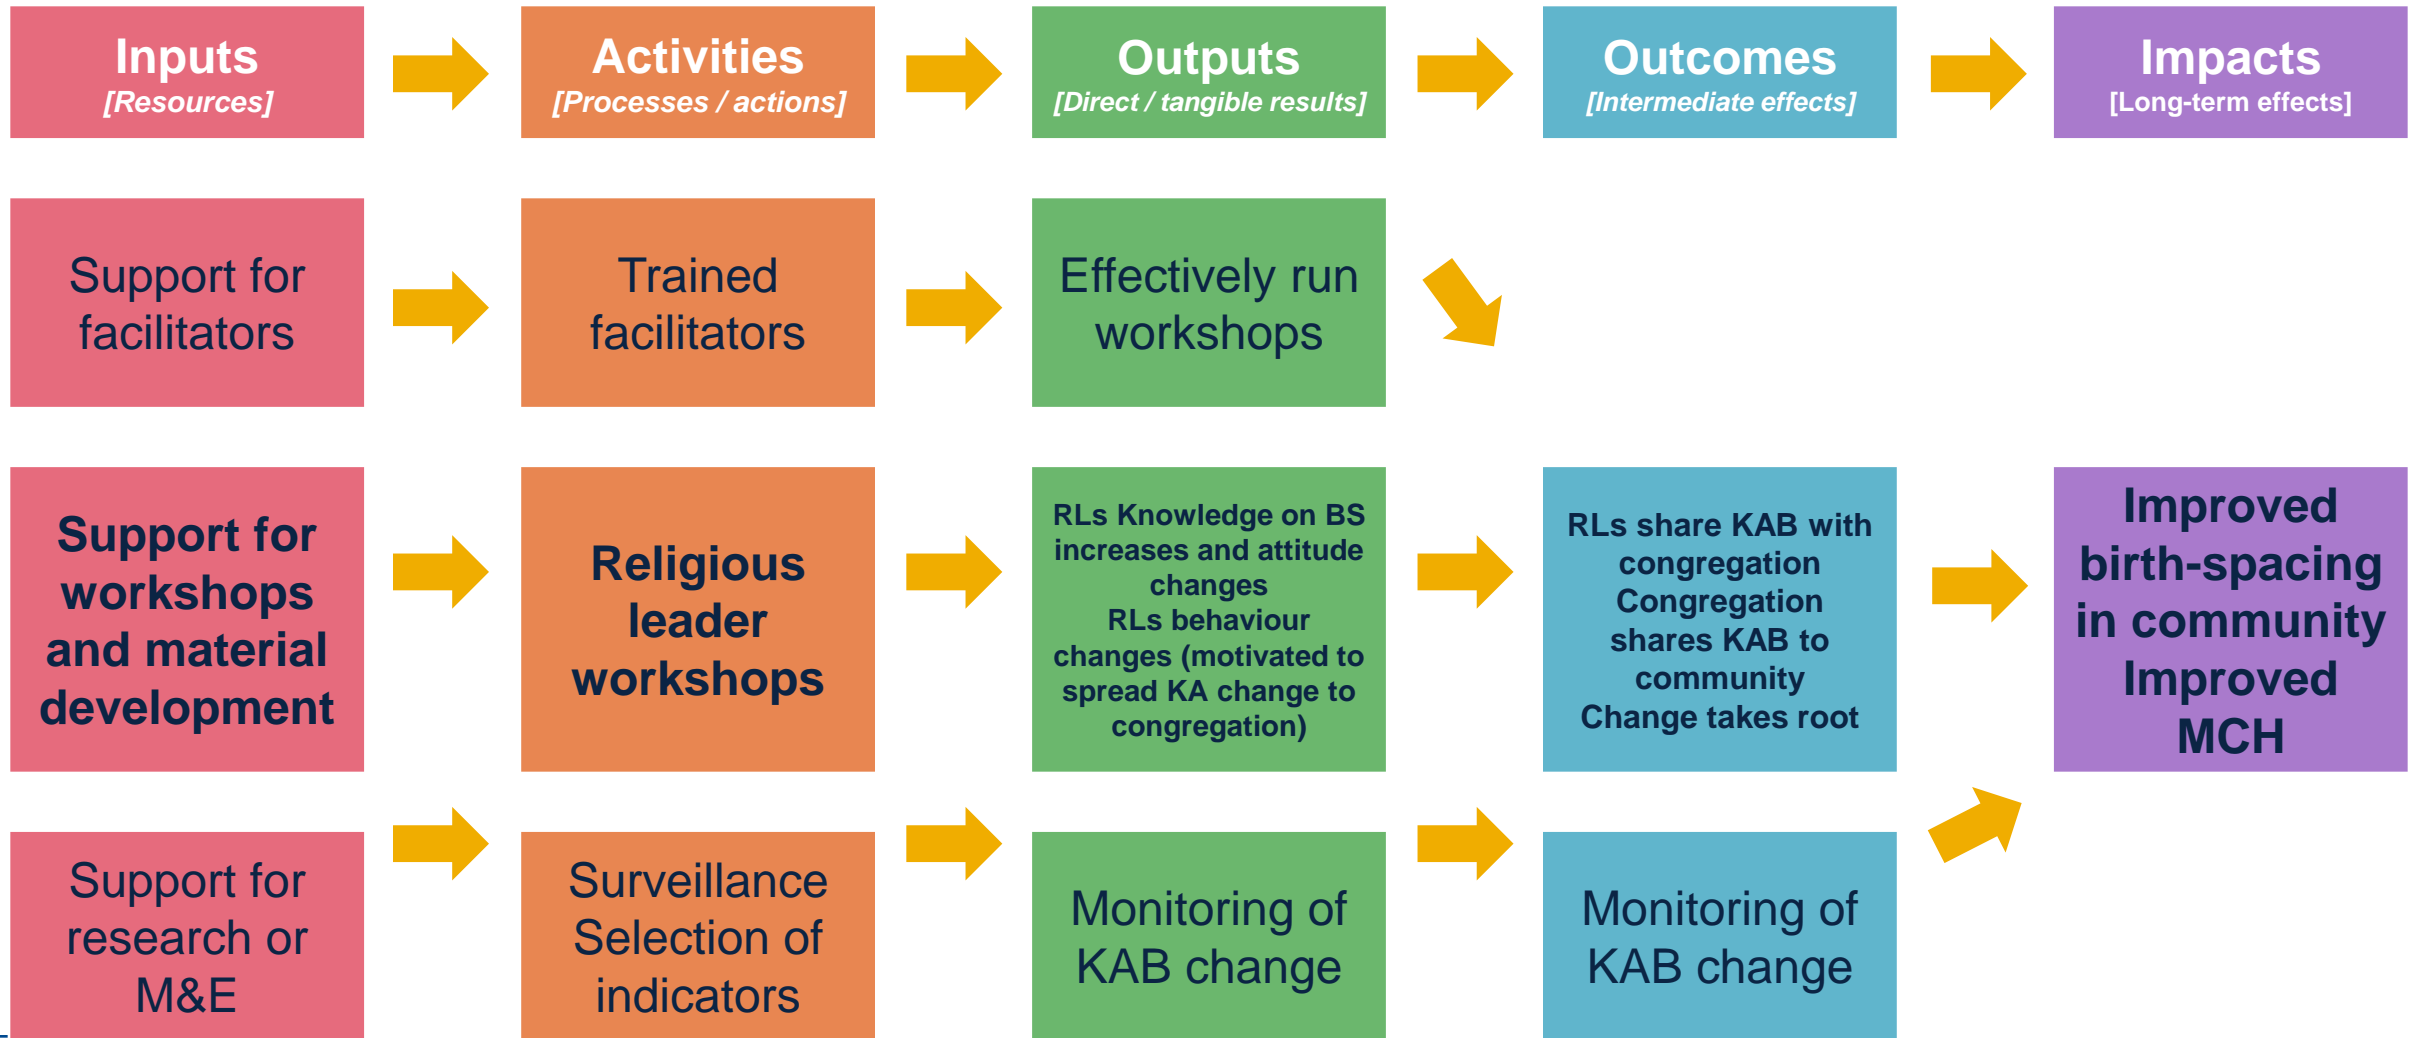 Inputs
[Resources]
Activities
[Processes / actions]
Outputs
[Direct / tangible results]
Outcomes
[Intermediate effects]
Impacts
[Long-term effects]
Support for
facilitators
Trained
facilitators
Effectively run
workshops
Support for
workshops
and material
development
Religious
leader
workshops
RLs Knowledge on BS
increases and attitude
changes
RLs behaviour
changes (motivated to
spread KA change to
congregation)
RLs share KAB with
congregation
Congregation
shares KAB to
community
Change takes root
Improved
birth-spacing
in community
Improved
MCH
Support for
research or
M&E
Surveillance
Selection of
indicators
Monitoring of
KAB change
Monitoring of
KAB change